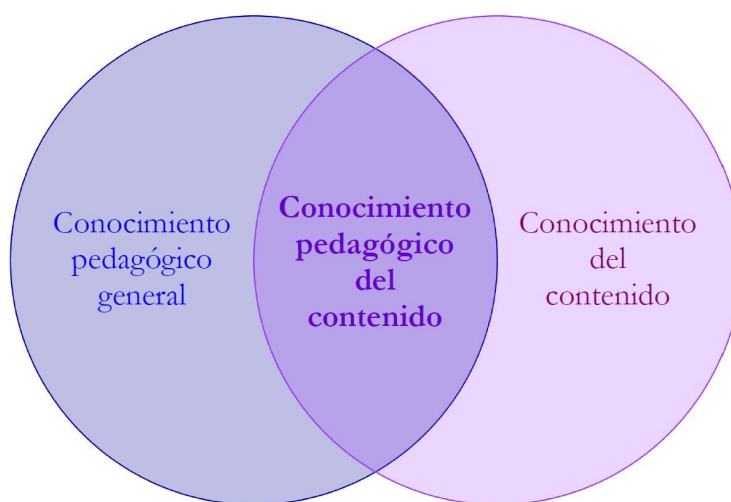 Conocimiento
pedagógico
general
Conocimiento
pedagógico
del
contenido
Conocimiento
del
contenido